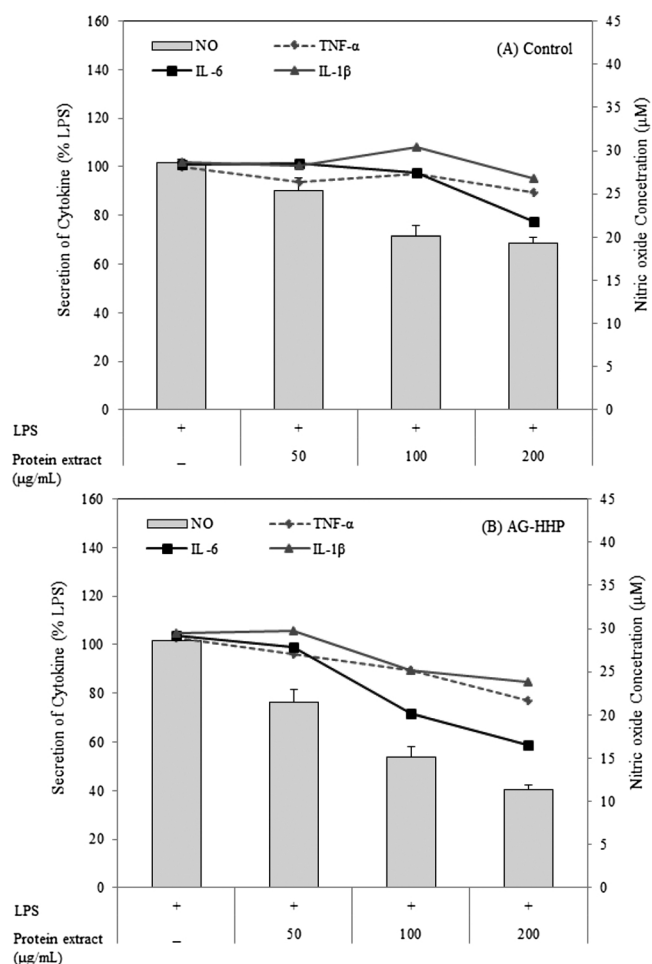 (A) Control
NO TNF-α
IL-6 IL-1β
Secretion of Cytokine (% LPS)
160
140
120
100
80
60
40
20
0
Nitric oxide Concetration (μM)
45
40
35
30
25
20
15
10
5
0
LPS + + + +
Protein extract – 50 100 200
(μg/mL)
(B) AG-HHP
NO TNF-α
IL-6 IL-1β
Secretion of Cytokine (% LPS)
160
140
120
100
80
60
40
20
0
Nitric oxide Concetration (μM)
45
40
35
30
25
20
15
10
5
0
LPS + + + +
Protein extract – 50 100 200
(μg/mL)